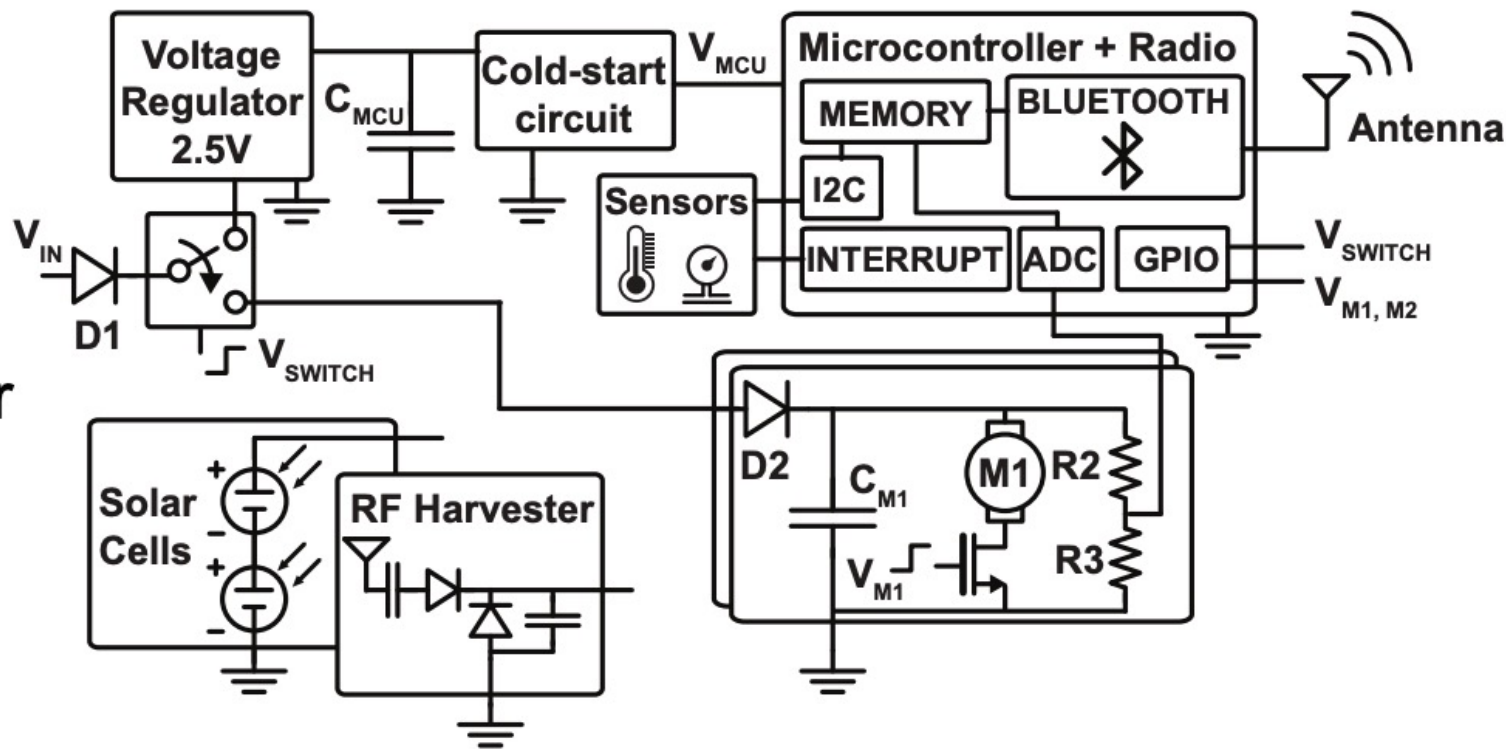 Voltage
Regulator
2.5V
C_MCU
Cold-start
circuit
V_MCU
Microcontroller + Radio
MEMORY
BLUETOOTH
Antenna
I2C
Sensors
INTERRUPT
ADC
GPIO
V_SWITCH
V_M1, M2
V_IN
D1
V_SWITCH
r
Solar
Cells
+
−
+
−
RF Harvester
D2
C_M1
M1
R2
R3
V_M1